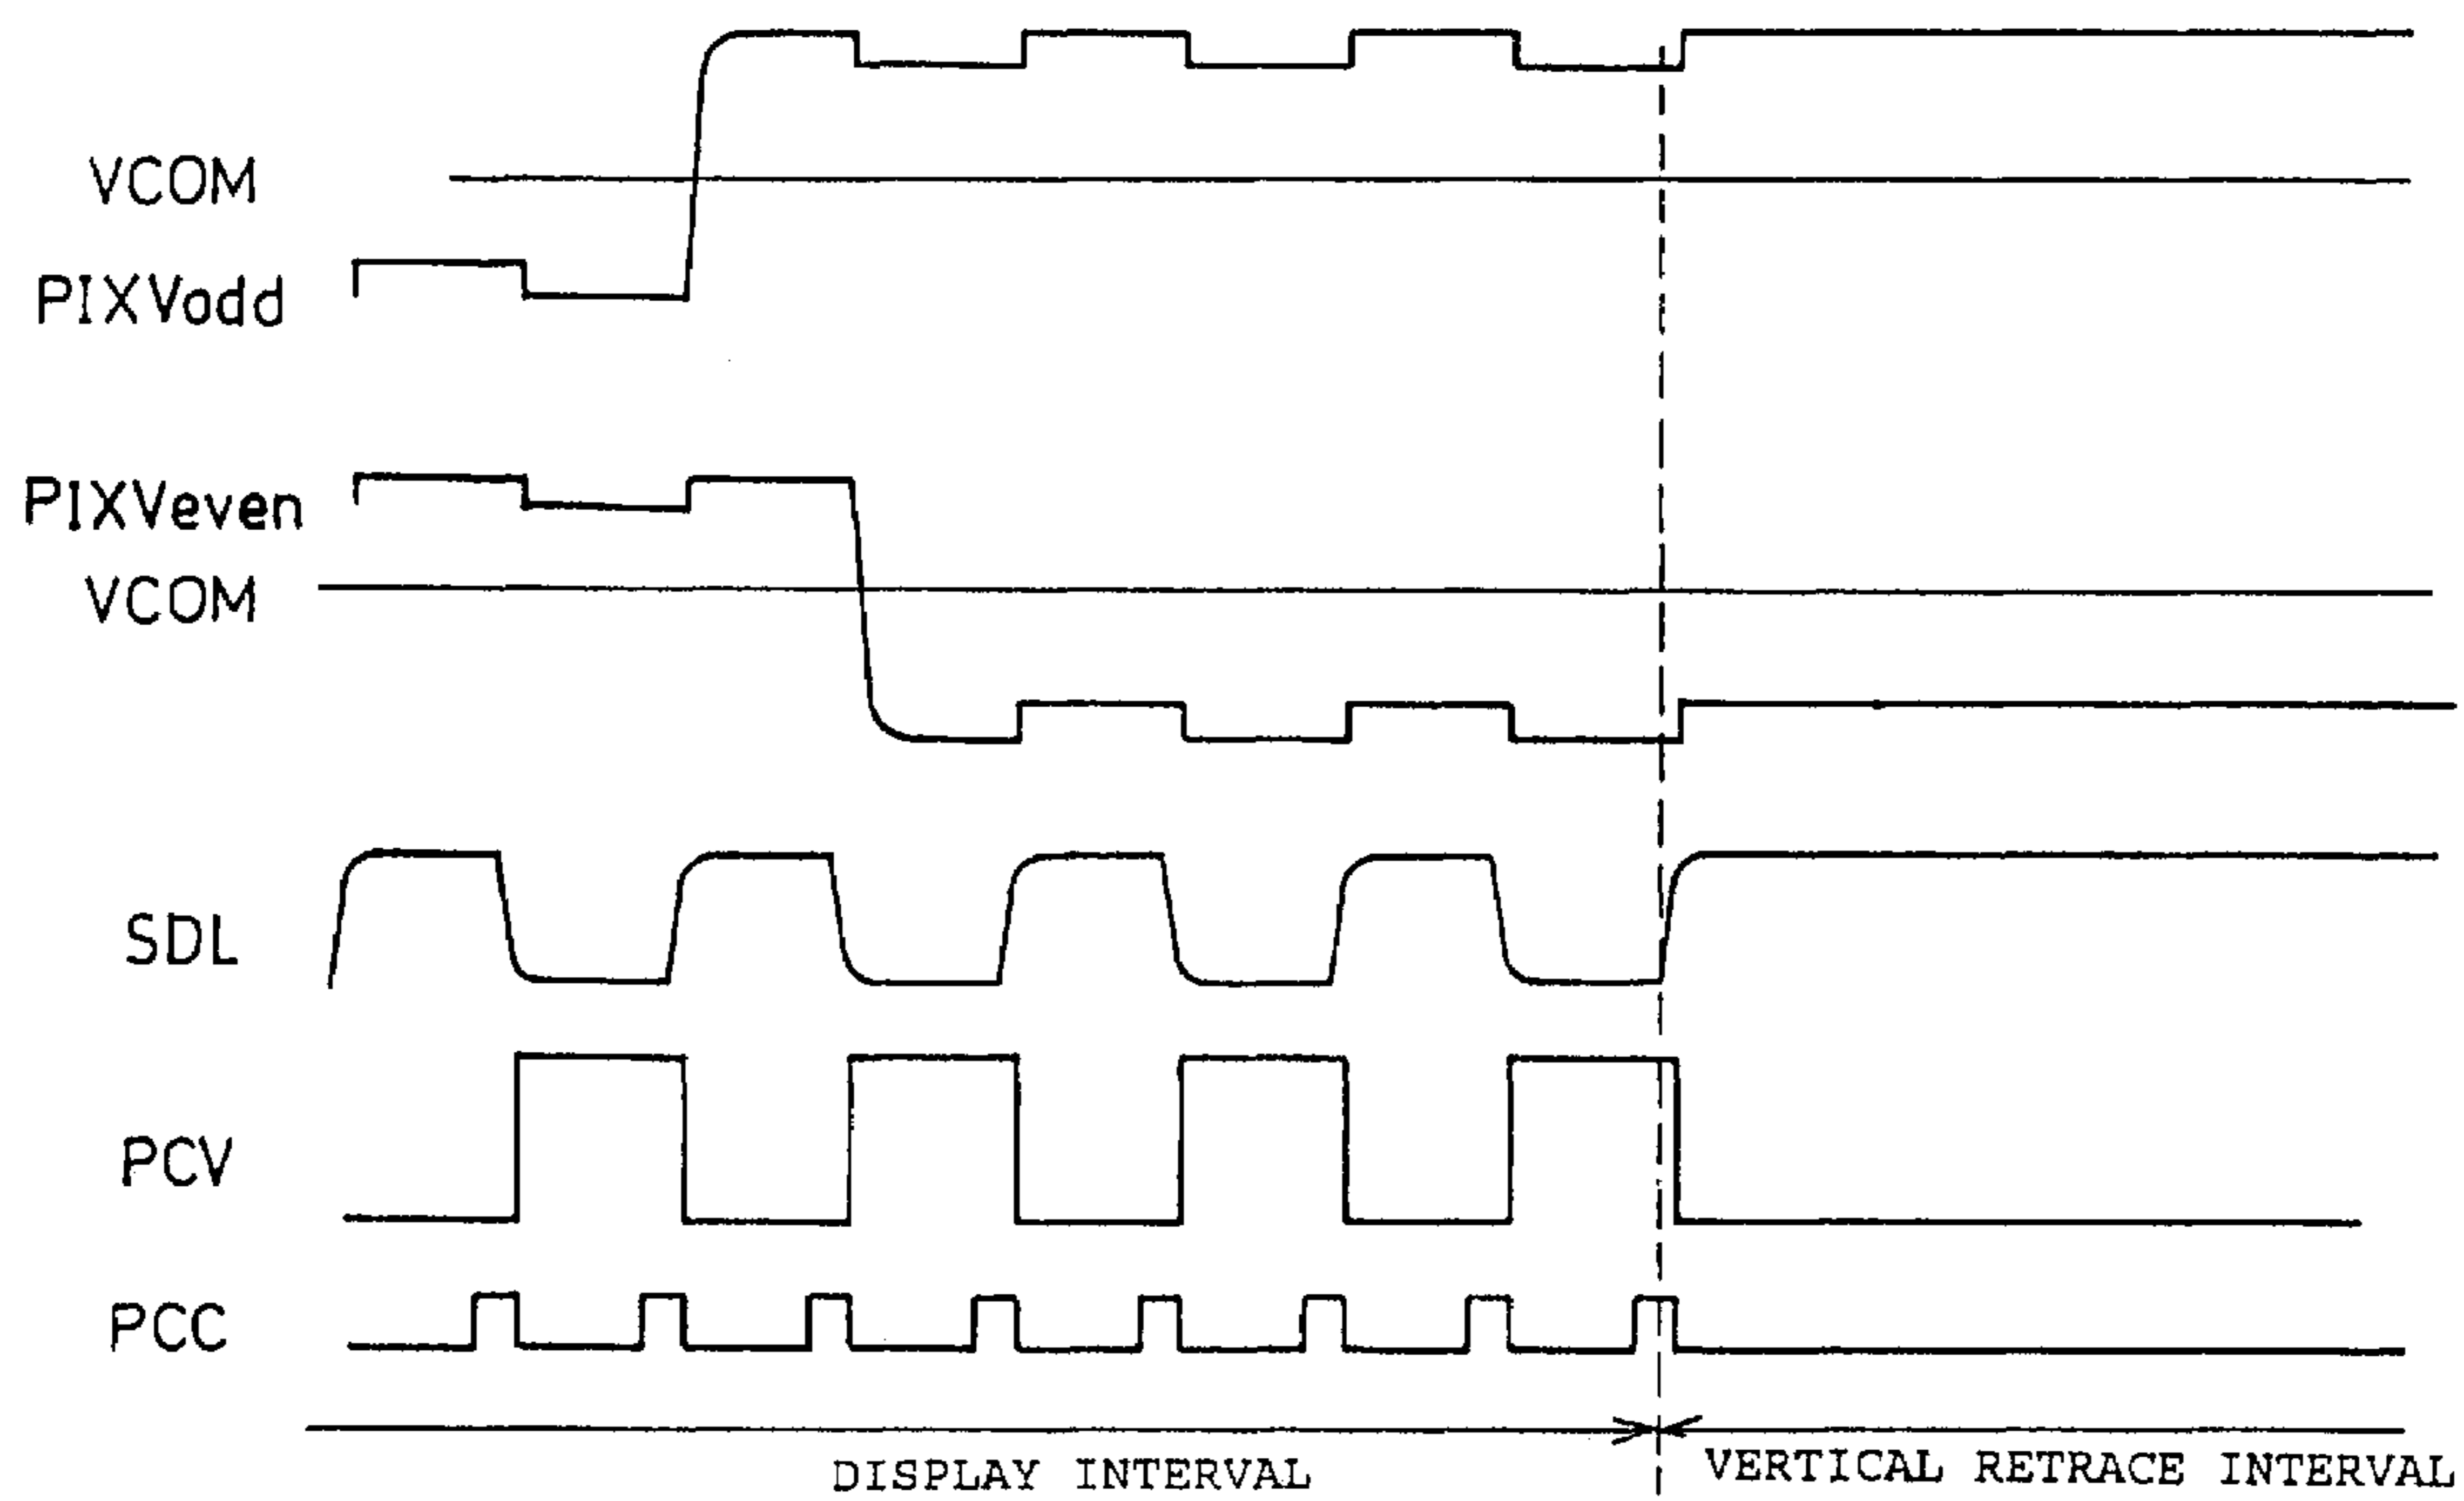 VCOM
PIXVodd
PIXVeven
VCOM
SDL
PCV
PCC
DISPLAY INTERVAL
VERTICAL RETRACE INTERVAL